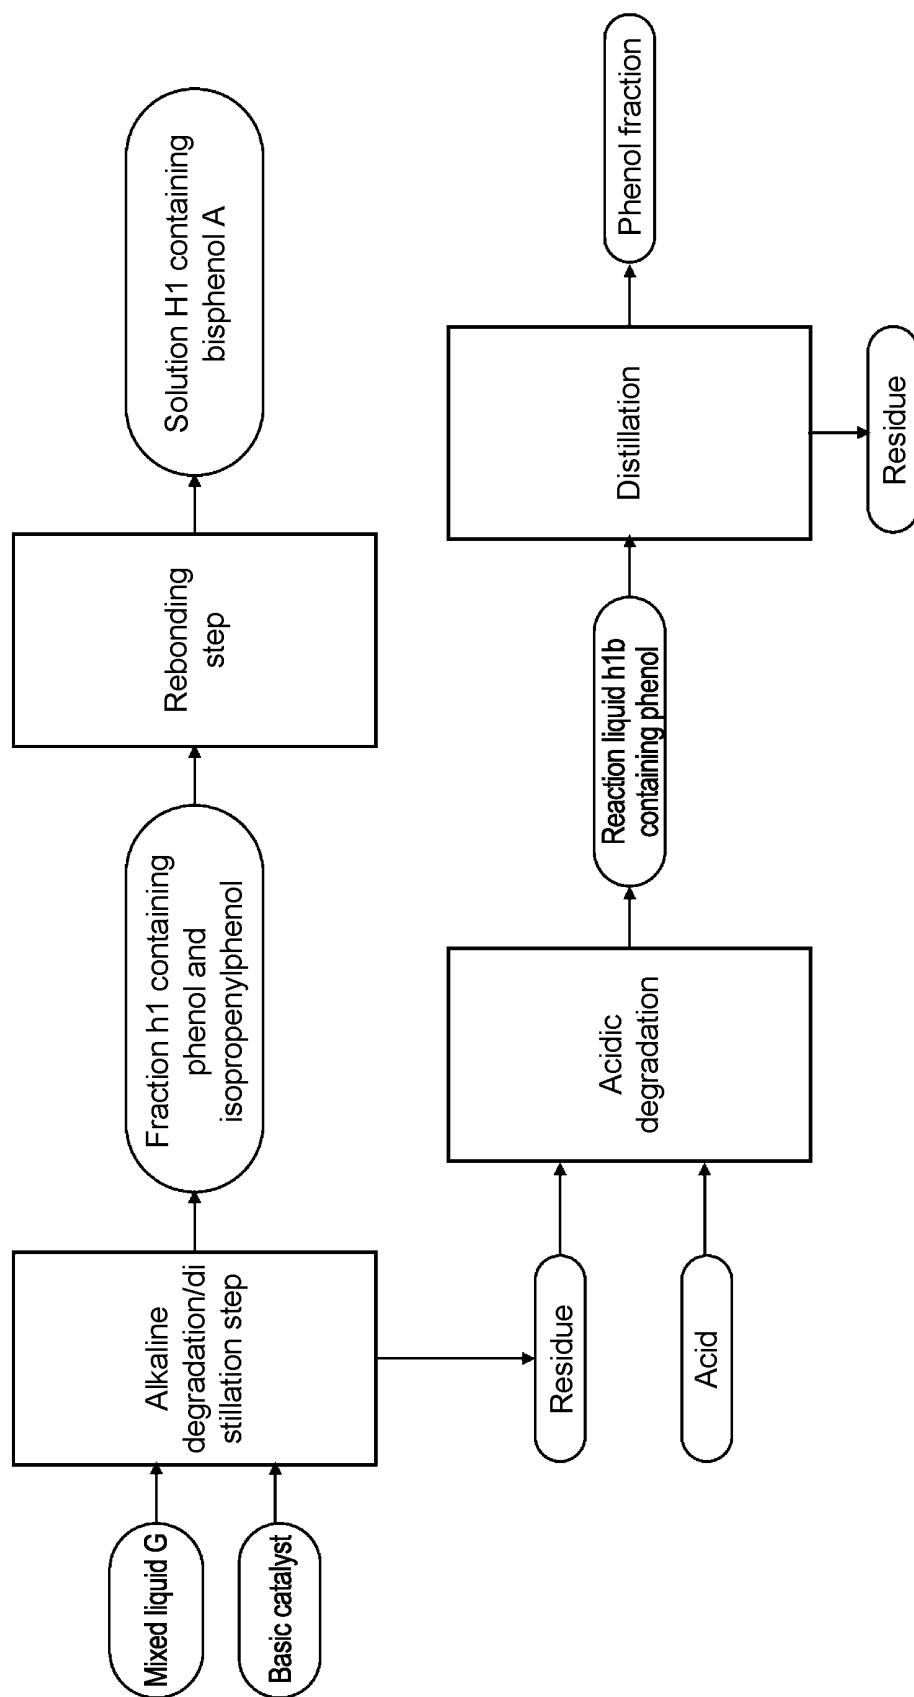 Mixed liquid G
Basic catalyst
Alkaline
degradation/di
stillation step
Fraction h1 containing
phenol and
isopropenylphenol
Rebonding
step
Solution H1 containing
bisphenol A
Residue
Acid
Acidic
degradation
Reaction liquid h1b
containing phenol
Distillation
Phenol fraction
Residue